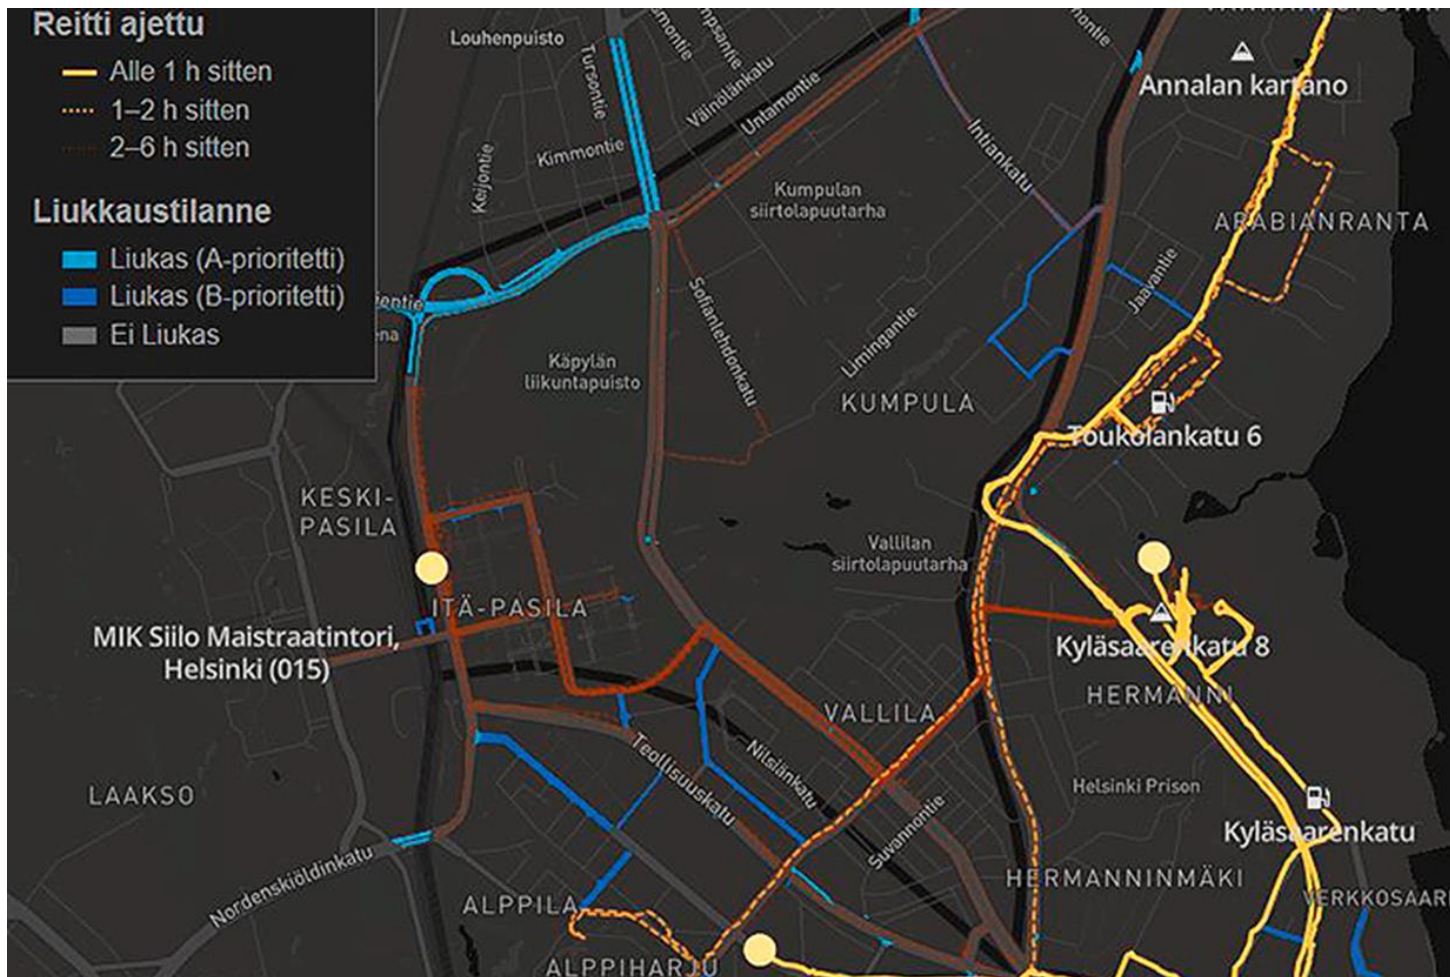 Reitti ajettu
Alle 1 h sitten
1–2 h sitten
2–6 h sitten
Liukkaustilanne
Liukas (A-prioritetti)
Liukas (B-prioritetti)
Ei Liukas
Louhenpuisto
Tursontie
Väinölänkatu
Untamontie
Kimmontie
Keijontie
Kumpulan
siirtolapuutarha
Intiankatu
Annalan kartano
ARABIANRANTA
Jaavantie
Sofianlehdonkatu
Limingantie
Käpylän
liikuntapuisto
KUMPULA
Toukolankatu 6
KESKI-
PASILA
Vallilan
siirtolapuutarha
ITÄ-PASILA
MIK Siilo Maistraatintori,
Helsinki (015)
Kyläsaarenkatu 8
HERMANNI
VALLILA
Teollisuuskatu
Nilsiänkatu
Helsinki Prison
LAAKSO
Suvannontie
Kyläsaarenkatu
Nordenskiöldinkatu
HERMANNINMÄKI
VERKKOSAARI
ALPPILA
ALPPIHARJU